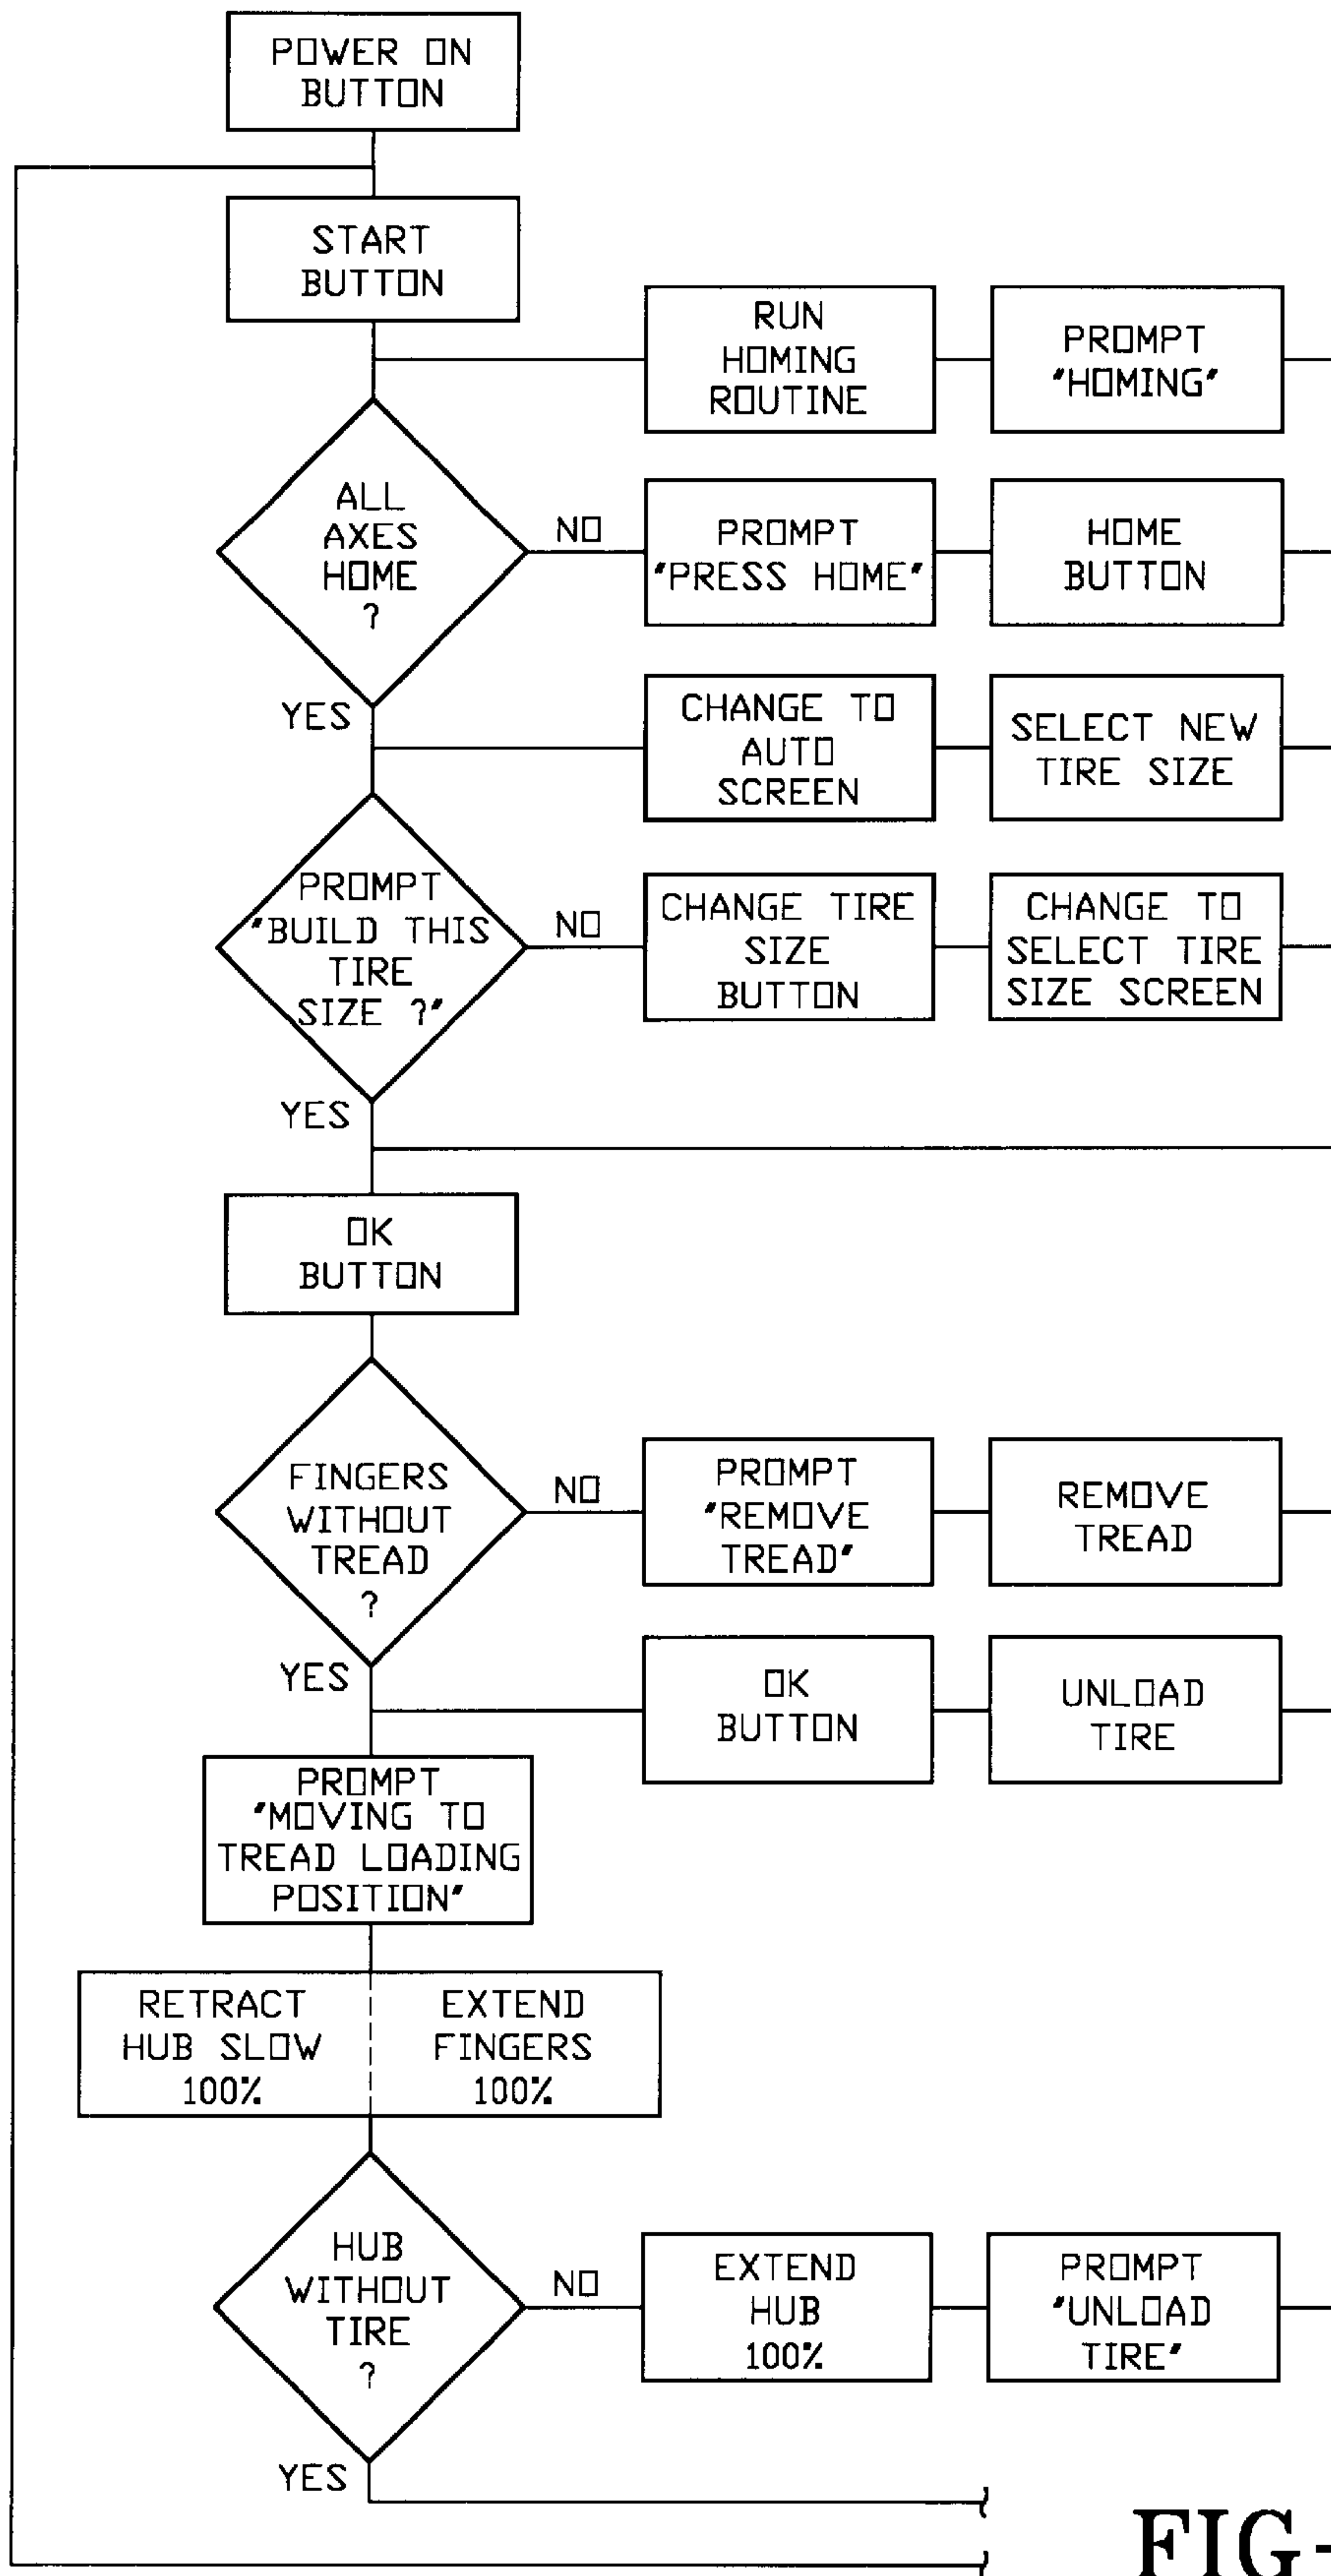 POWER ON
BUTTON
START
BUTTON
RUN
HOMING
ROUTINE
PROMPT
"HOMING"
ALL
AXES
HOME
?
NO
PROMPT
"PRESS HOME"
HOME
BUTTON
YES
CHANGE TO
AUTO
SCREEN
SELECT NEW
TIRE SIZE
PROMPT
"BUILD THIS
TIRE
SIZE ?"
NO
CHANGE TIRE
SIZE
BUTTON
CHANGE TO
SELECT TIRE
SIZE SCREEN
YES
OK
BUTTON
FINGERS
WITHOUT
TREAD
?
NO
PROMPT
"REMOVE
TREAD"
REMOVE
TREAD
YES
OK
BUTTON
UNLOAD
TIRE
PROMPT
"MOVING TO
TREAD LOADING
POSITION"
RETRACT
HUB SLOW
100%
EXTEND
FINGERS
100%
HUB
WITHOUT
TIRE
?
NO
EXTEND
HUB
100%
PROMPT
"UNLOAD
TIRE"
YES
FIG-